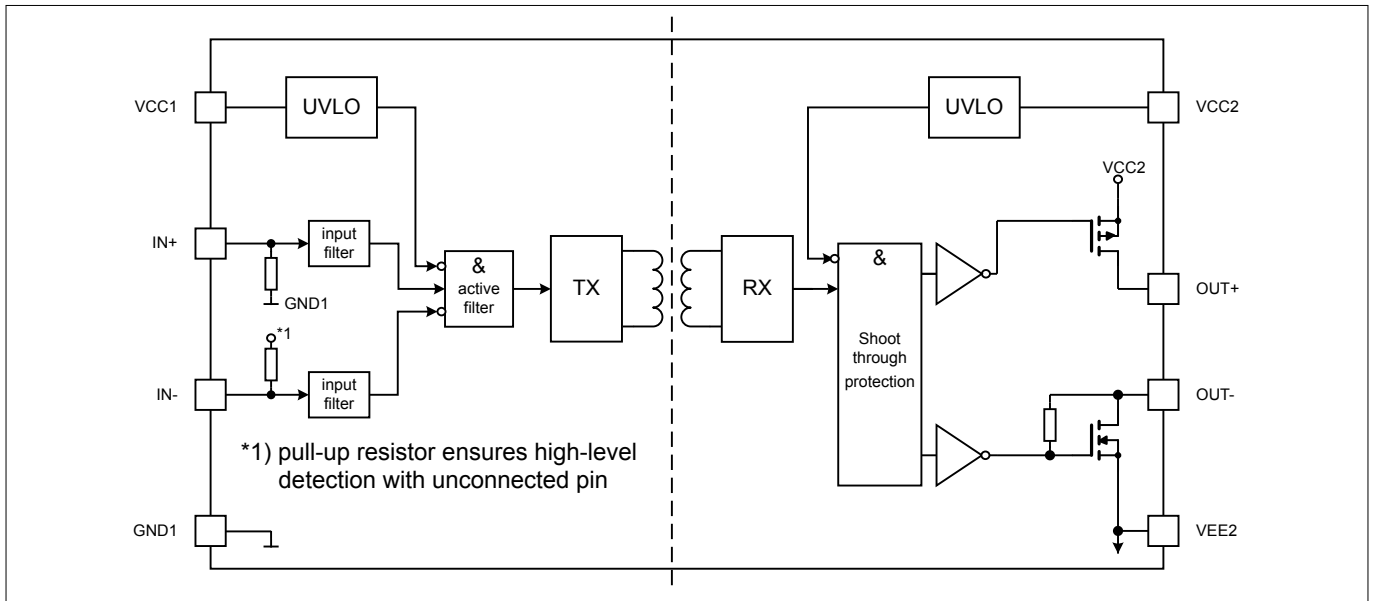 VCC1
UVLO
UVLO
VCC2
VCC2
IN+
input
filter
GND1
&
active
filter
TX
RX
&
Shoot
through
protection
OUT+
*1
IN-
input
filter
OUT-
*1) pull-up resistor ensures high-level
detection with unconnected pin
GND1
VEE2